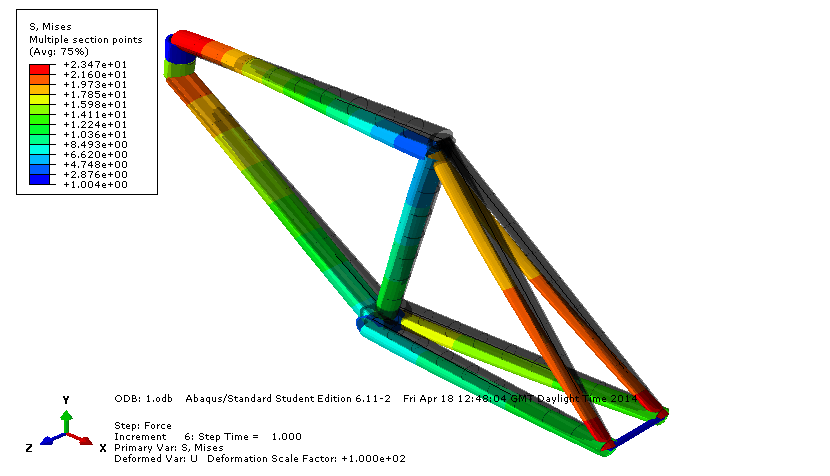 S, Mises
Multiple section points
(Avg: 75%)
+2.347e+01
+2.160e+01
+1.973e+01
+1.785e+01
+1.598e+01
+1.411e+01
+1.224e+01
+1.036e+01
+8.493e+00
+6.620e+00
+4.748e+00
+2.876e+00
+1.004e+00
ODB: 1.odb Abaqus/Standard Student Edition 6.11-2 Fri Apr 18 12:48:04 GMT Daylight Time 2014
Y
Z X
Step: Force
Increment 6: Step Time = 1.000
Primary Var: S, Mises
Deformed Var: U Deformation Scale Factor: +1.000e+02